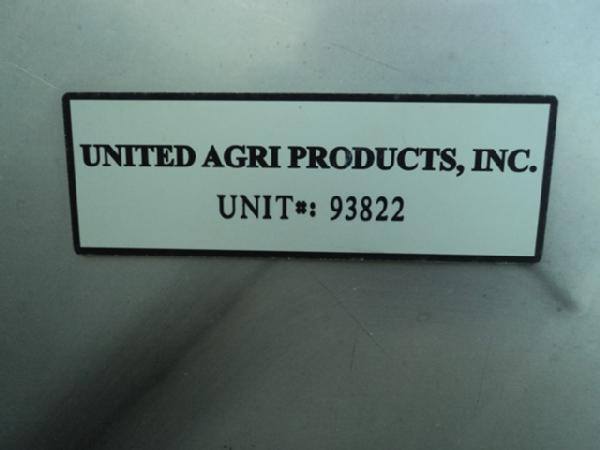 UNITED AGRI PRODUCTS, INC.
UNIT#: 93822